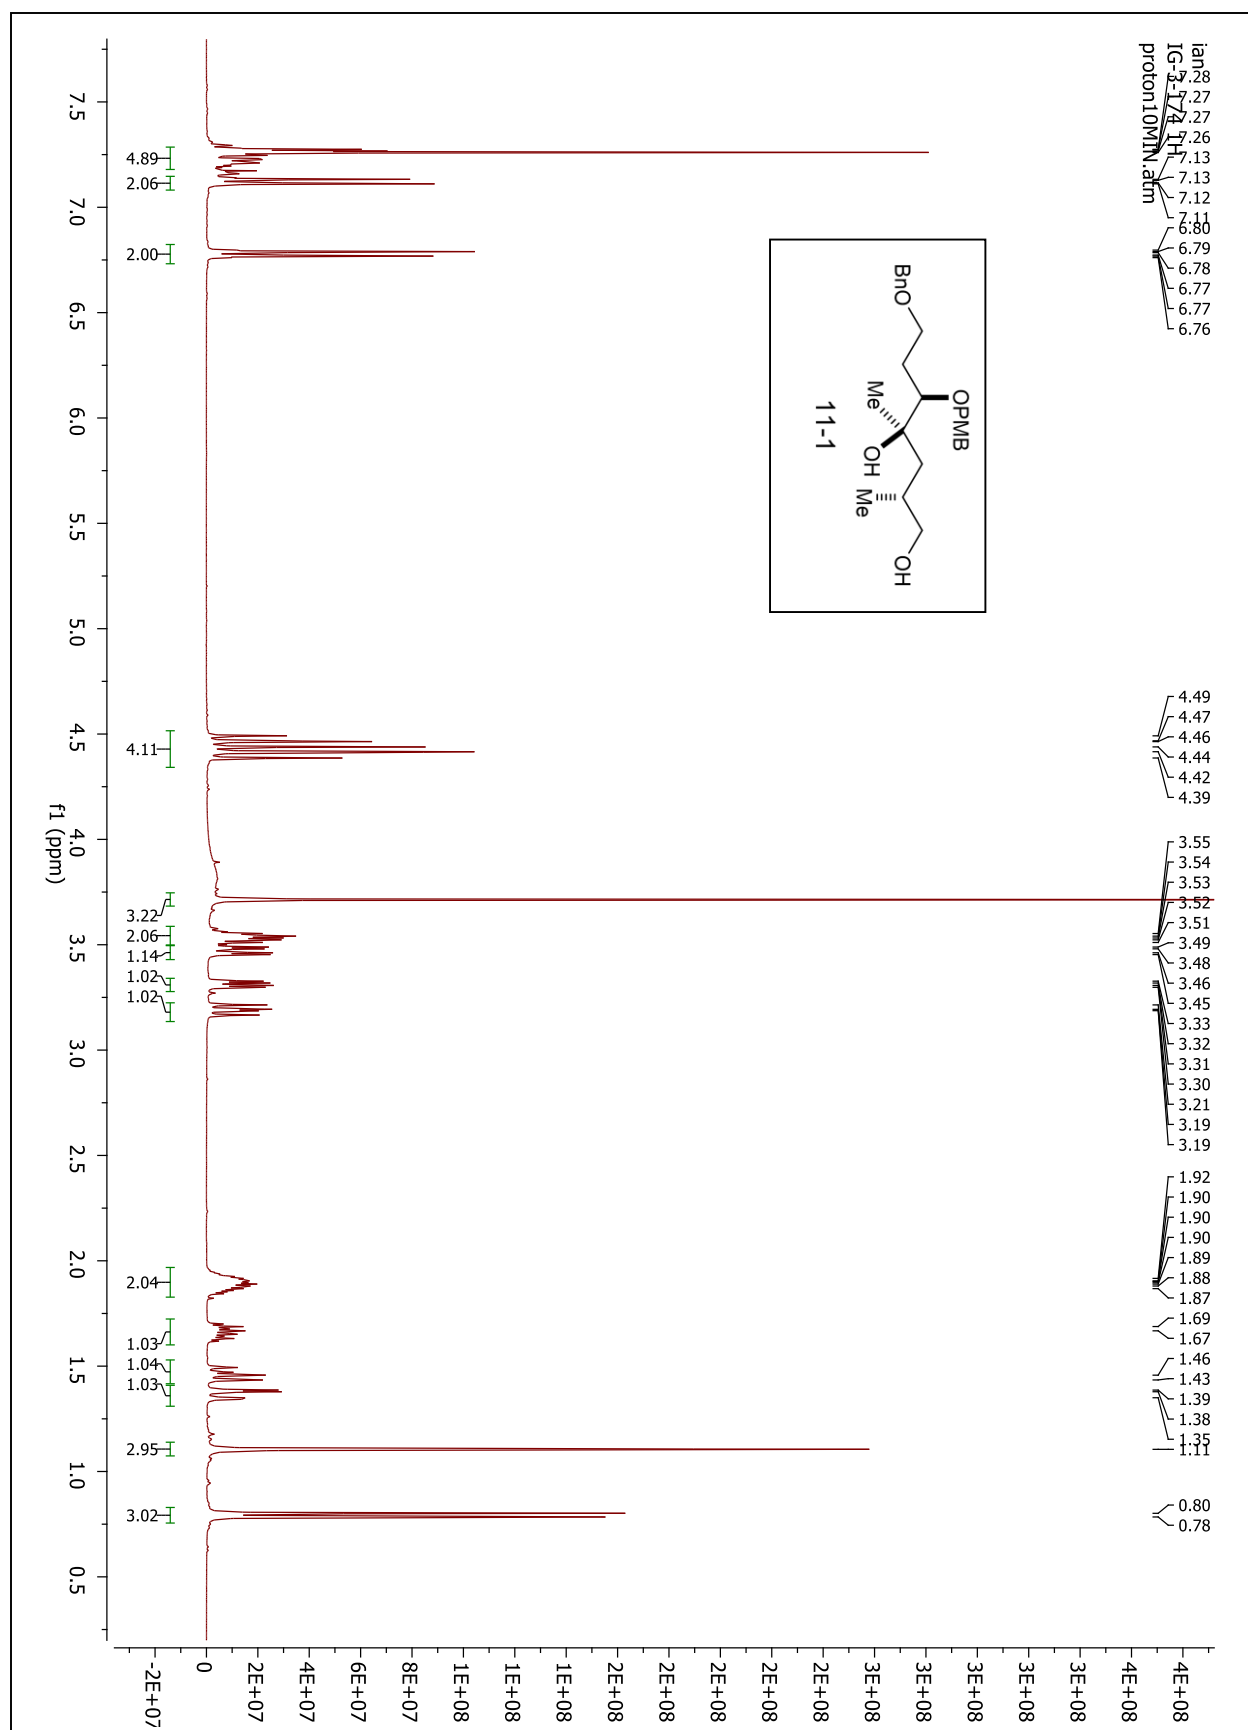 ian
IG-3-174 1H
proton10MIN.atm
7.28
7.27
7.27
7.26
7.13
7.13
7.12
7.11
6.80
6.79
6.78
6.77
6.77
6.76
4.49
4.47
4.46
4.44
4.42
4.39
3.55
3.54
3.53
3.52
3.51
3.49
3.48
3.46
3.45
3.33
3.32
3.31
3.30
3.21
3.19
3.19
1.92
1.90
1.90
1.90
1.89
1.88
1.87
1.69
1.67
1.46
1.43
1.39
1.38
1.35
1.11
0.80
0.78
BnO
OPMB
Me
OH
Me
OH
11-1
4E+08
4E+08
3E+08
3E+08
3E+08
3E+08
3E+08
2E+08
2E+08
2E+08
2E+08
2E+08
1E+08
1E+08
1E+08
8E+07
6E+07
4E+07
2E+07
0
-2E+07
4.89
2.06
2.00
4.11
3.22
2.06
1.14
1.02
1.02
2.04
1.03
1.04
1.03
2.95
3.02
7.5
7.0
6.5
6.0
5.5
5.0
4.5
4.0
3.5
3.0
2.5
2.0
1.5
1.0
0.5
f1 (ppm)